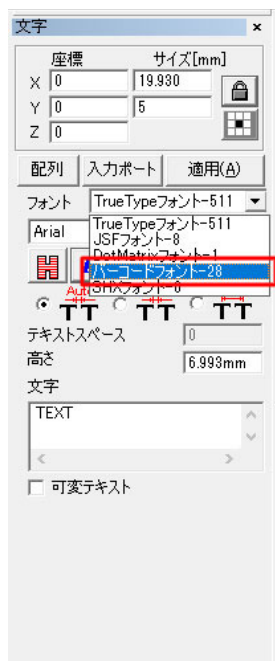 文字 ×
座標 サイズ[mm]
X 0 19.930
Y 0 5
Z 0
配列 入力ポート 適用(A)
フォント TrueTypeフォント-511
Arial
TrueTypeフォント-511
JSFフォント-8
DotMatrixフォント-1
バーコードフォント-28
SHXフォント-0
Auto
TT TT TT
テキストスペース 0
高さ 6.993mm
文字
TEXT
可変テキスト